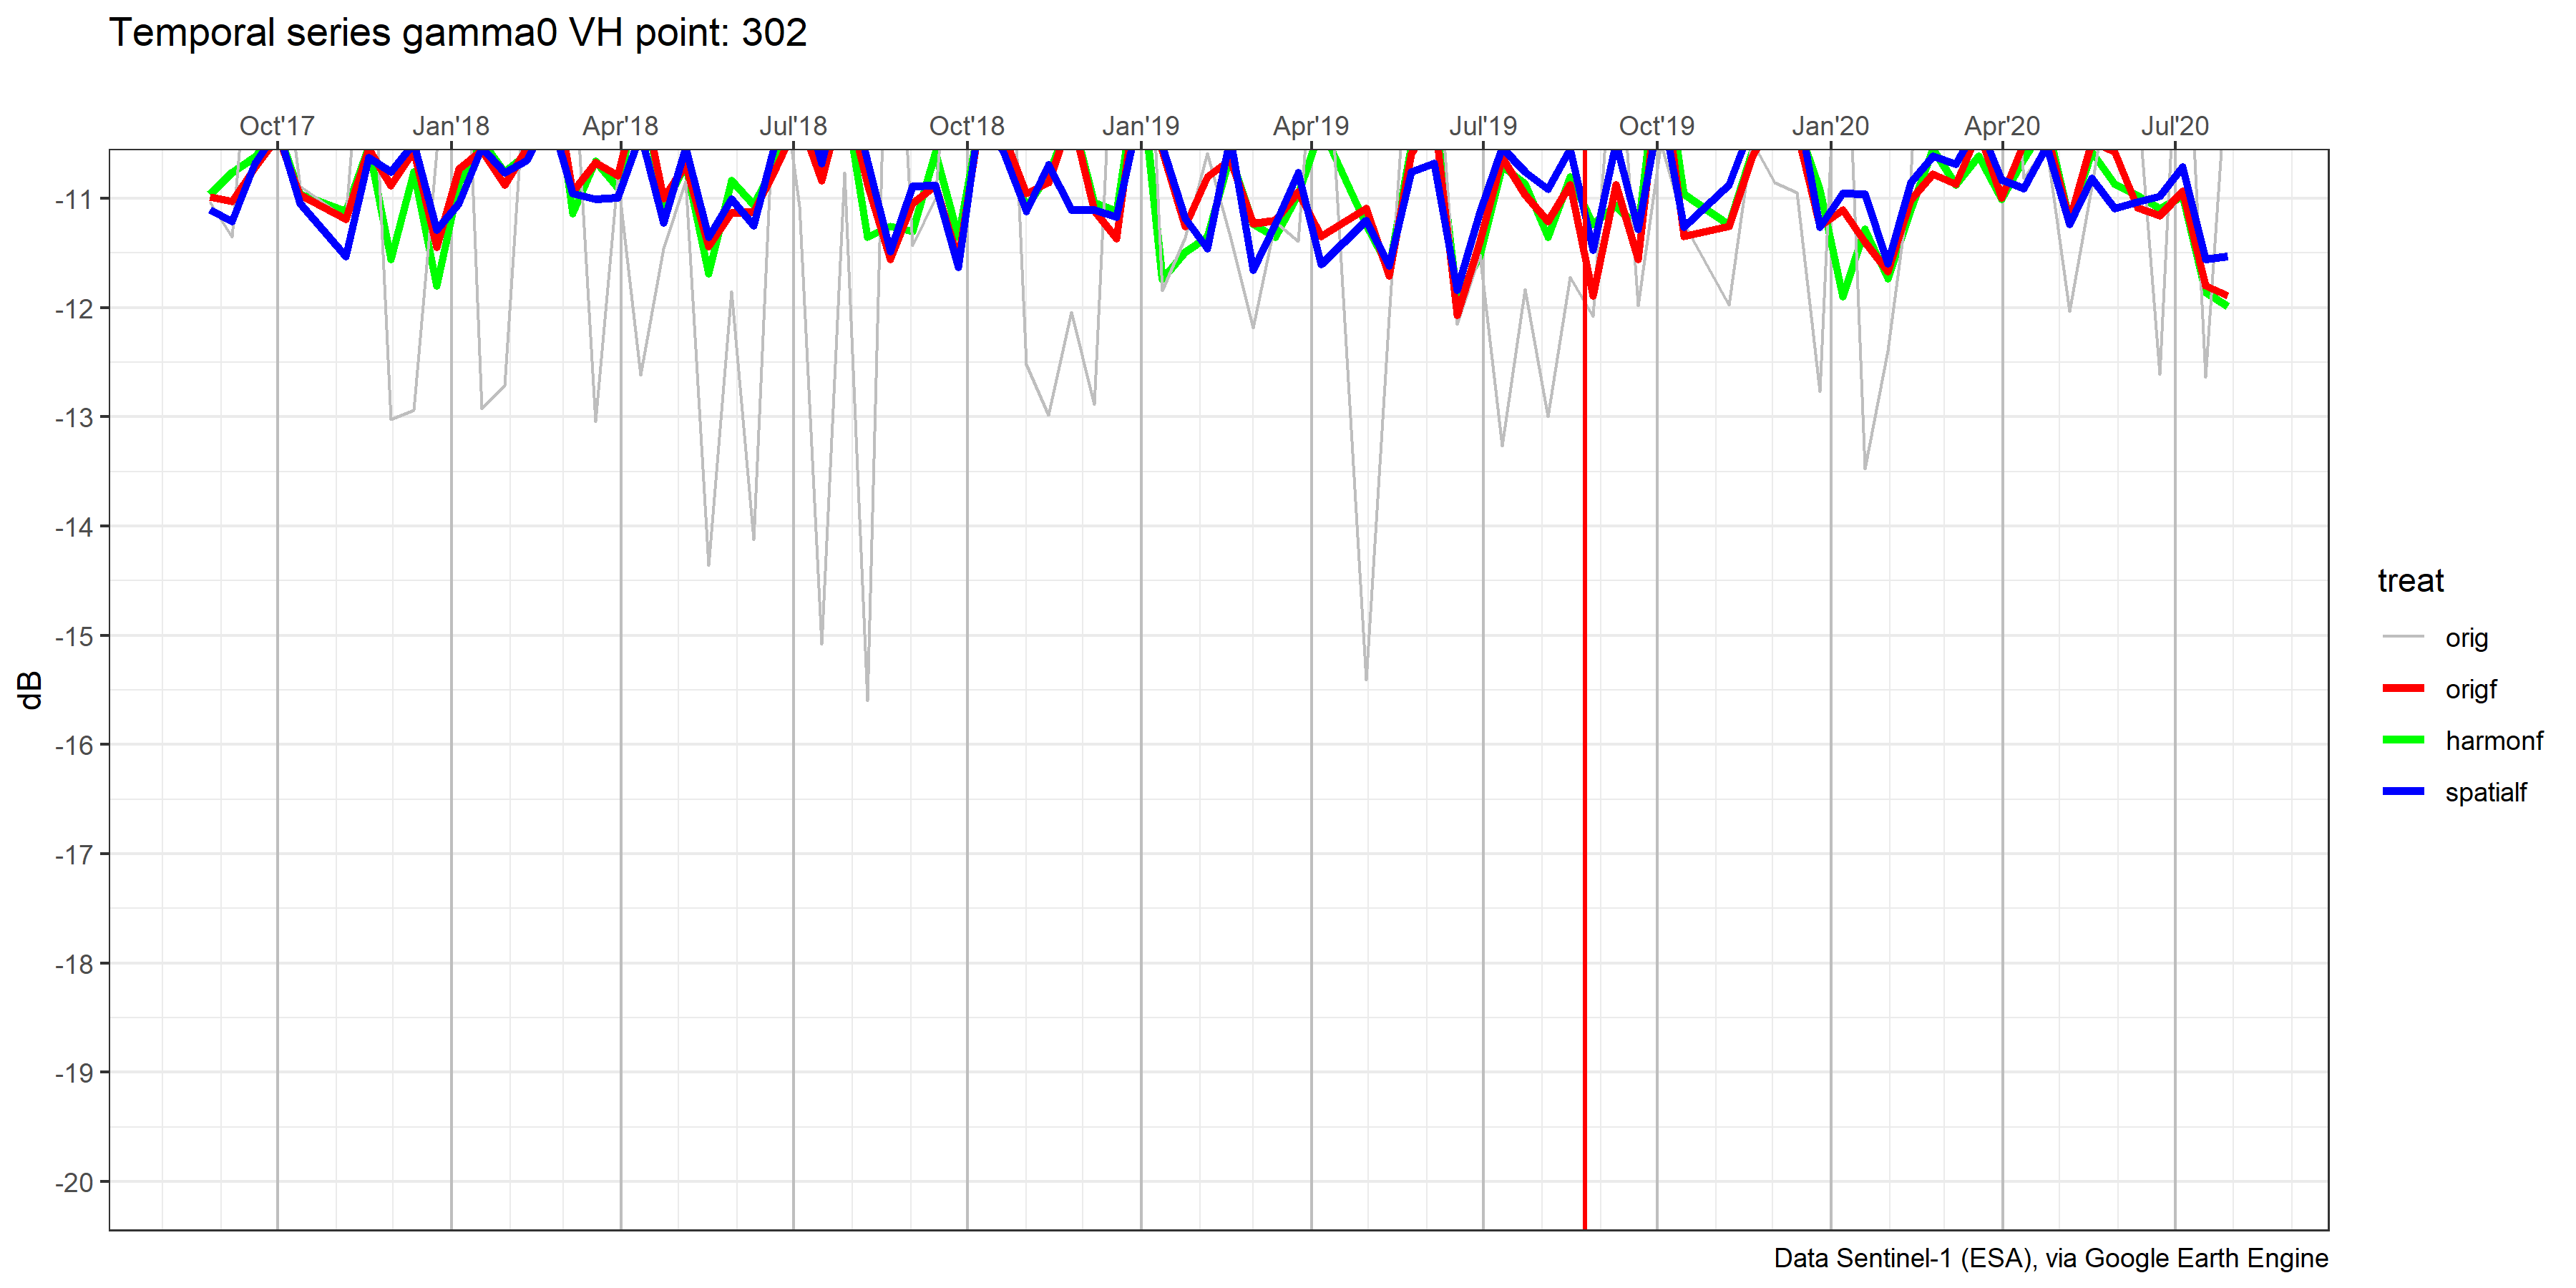 Temporal series gamma0 VH point: 302
Oct'17 Jan'18 Apr'18 Jul'18 Oct'18 Jan'19 Apr'19 Jul'19 Oct'19 Jan'20 Apr'20 Jul'20
-11
-12
-13
-14
-15
-16
-17
-18
-19
-20
dB
treat
orig
origf
harmonf
spatialf
Data Sentinel-1 (ESA), via Google Earth Engine